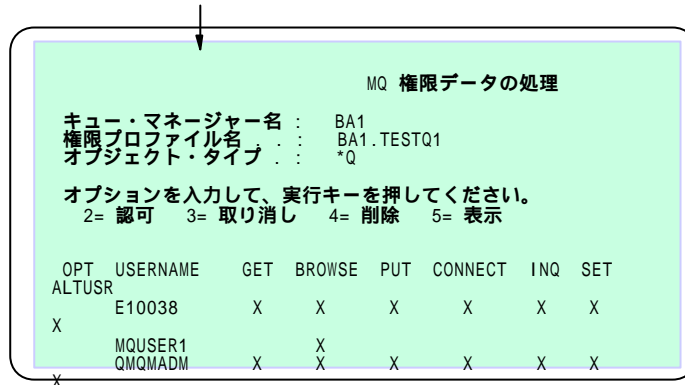 MQ 権限データの処理
キュー・マネージャー名 : BA1
権限プロファイル名 . . : BA1.TESTQ1
オブジェクト・タイプ . : *Q
オプションを入力して、実行キーを押してください。
2= 認可 3= 取り消し 4= 削除 5= 表示
OPT USERNAME GET BROWSE PUT CONNECT INQ SET
ALTUSR
E10038 X X X X X X
X
MQUSER1 X
QMQMADM X X X X X X
X